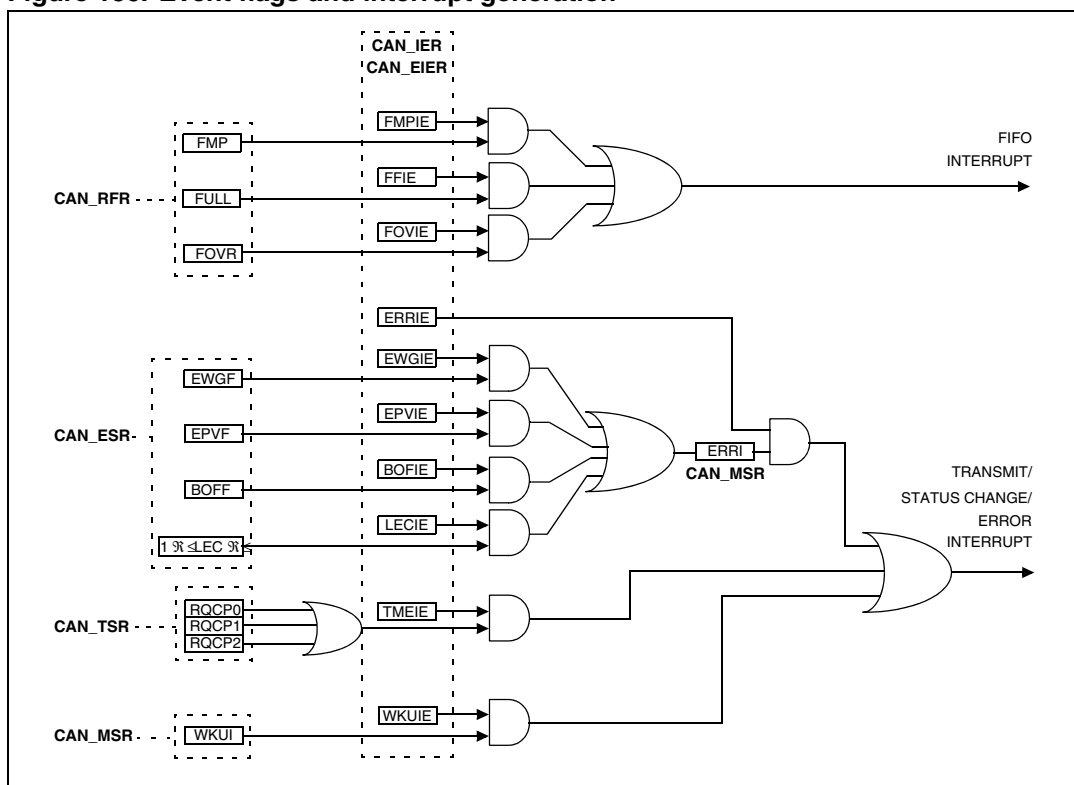 Figure Event flags and interrupt generation
CAN_IER
CAN_EIER
FMPIE
FMP
FFIE
CAN_RFR
FULL
FOVIE
FOVR
FIFO
INTERRUPT
ERRIE
EWGIE
EWGF
EPVIE
CAN_ESR
EPVF
BOFIE
BOFF
LECIE
1 ℜ ≤LEC ℜ≤
ERRI
CAN_MSR
TRANSMIT/
STATUS CHANGE/
ERROR
INTERRUPT
CAN_TSR
RQCP0
RQCP1
RQCP2
TMEIE
WKUIE
CAN_MSR
WKUI